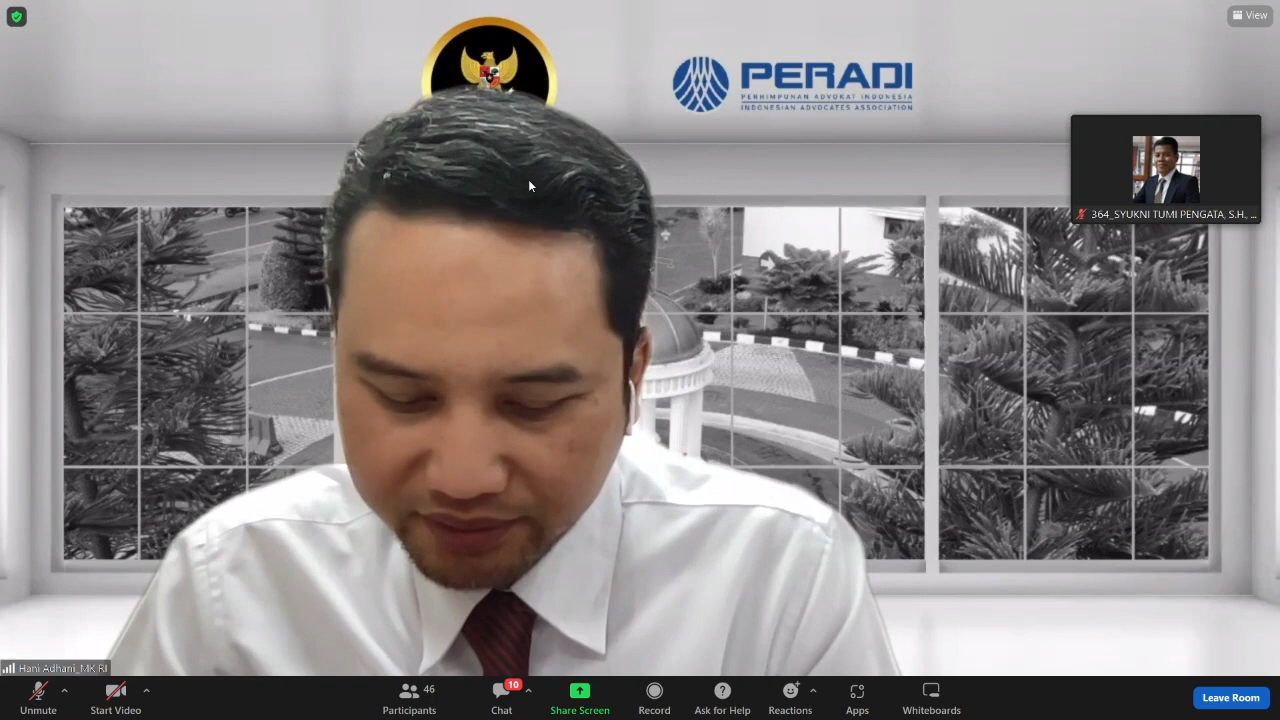 View
PERADI
PERHIMPUNAN ADVOKAT INDONESIA
INDONESIAN ADVOCATES ASSOCIATION
364_SYUKNI TUMI PENGATA, S.H., ...
Hani Adhani_MK RI
Unmute
Start Video
46
Participants
10
Chat
Share Screen
Record
Ask for Help
Reactions
Apps
Whiteboards
Leave Room